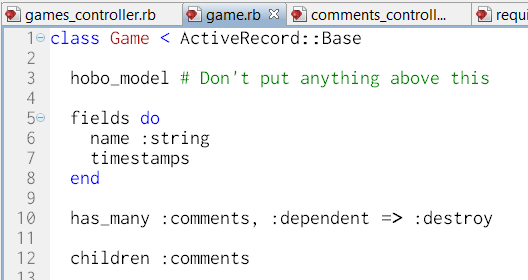 games_controller.rb game.rb comments_controll... requi
1 class Game < ActiveRecord::Base
2
3 hobo_model # Don't put anything above this
4
5 fields do
6 name :string
7 timestamps
8 end
9
10 has_many :comments, :dependent => :destroy
11
12 children :comments
13